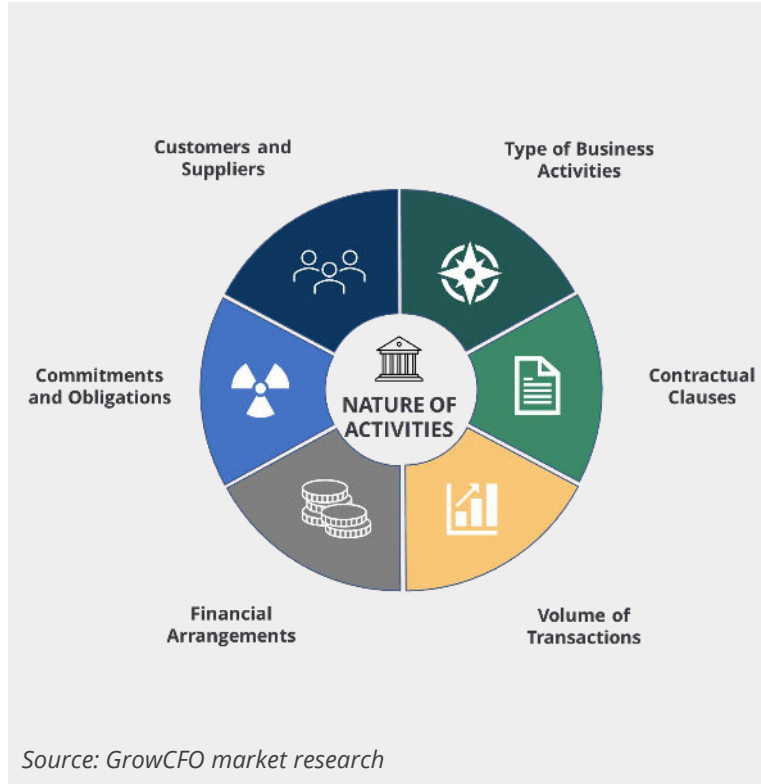 Customers and
Suppliers
Type of Business
Activities
Commitments
and Obligations
NATURE OF
ACTIVITIES
Contractual
Clauses
Financial
Arrangements
Volume of
Transactions
Source: GrowCFO market research